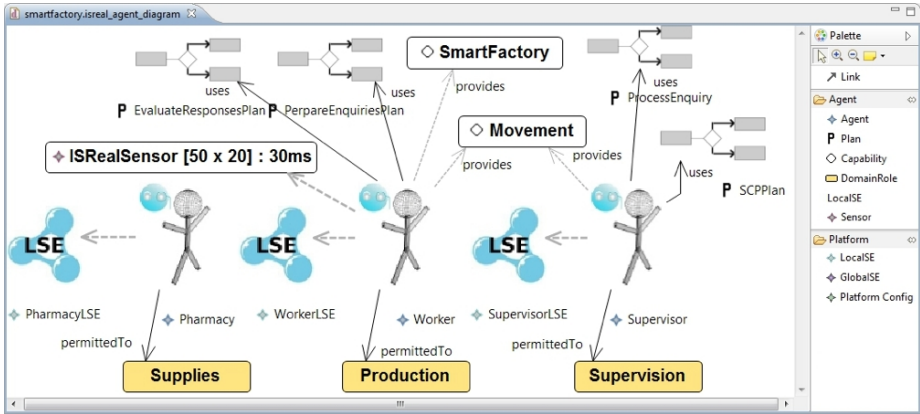 smartfactory.isreal_agent_diagram
Palette
Link
Agent
Agent
Plan
Capability
DomainRole
LocalSE
Sensor
Platform
LocalSE
GlobalSE
Platform Config
SmartFactory
uses
uses
uses
P EvaluateResponsesPlan
P PerpareEnquiriesPlan
provides
P ProcessEnquiry
Movement
ISRealSensor [50 x 20] : 30ms
provides
provides
uses
P SCPPlan
LSE
LSE
LSE
PharmacyLSE
Pharmacy
WorkerLSE
Worker
SupervisorLSE
Supervisor
permittedTo
permittedTo
permittedTo
Supplies
Production
Supervision